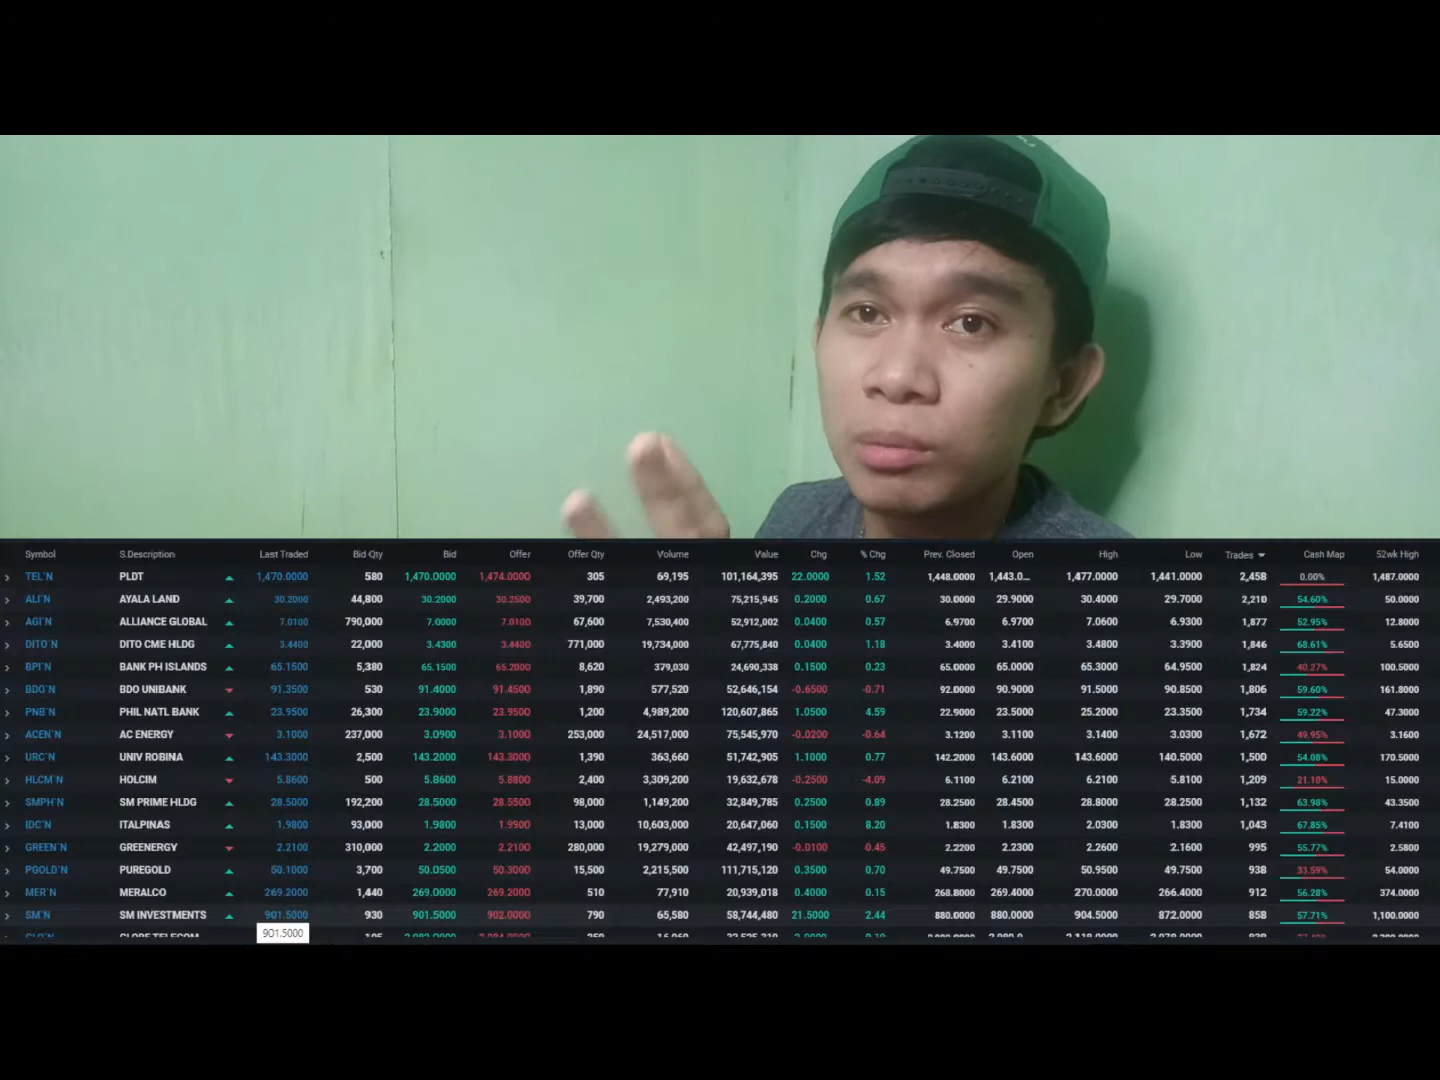 Symbol S.Description Last Traded Bid Qty Bid Offer Offer Qty Volume Value Chg % Chg Prev. Closed Open High Low Trades Cash Map 52wk High
TEL`N PLDT 1,470.0000 580 1,470.0000 1,474.0000 305 69,195 101,164,395 22.0000 1.52 1,448.0000 1,443.0... 1,477.0000 1,441.0000 2,458 0.00% 1,487.0000
ALI`N AYALA LAND 30.2000 44,800 30.2000 30.2500 39,700 2,493,200 75,215,945 0.2000 0.67 30.0000 29.9000 30.4000 29.7000 2,210 54.60% 50.0000
AGI`N ALLIANCE GLOBAL 7.0100 790,000 7.0000 7.0100 67,600 7,530,400 52,912,002 0.0400 0.57 6.9700 6.9700 7.0600 6.9300 1,877 52.95% 12.8000
DITO`N DITO CME HLDG 3.4400 22,000 3.4300 3.4400 771,000 19,734,000 67,775,840 0.0400 1.18 3.4000 3.4100 3.4800 3.3900 1,846 68.61% 5.6500
BPI`N BANK PH ISLANDS 65.1500 5,380 65.1500 65.2000 8,620 379,030 24,690,338 0.1500 0.23 65.0000 65.0000 65.3000 64.9500 1,824 40.27% 100.5000
BDO`N BDO UNIBANK 91.3500 530 91.4000 91.4500 1,890 577,520 52,646,154 -0.6500 -0.71 92.0000 90.9000 91.5000 90.8500 1,806 59.60% 161.8000
PNB`N PHIL NATL BANK 23.9500 26,300 23.9000 23.9500 1,200 4,989,200 120,607,865 1.0500 4.59 22.9000 23.5000 25.2000 23.3500 1,734 59.22% 47.3000
ACEN`N AC ENERGY 3.1000 237,000 3.0900 3.1000 253,000 24,517,000 75,545,970 -0.0200 -0.64 3.1200 3.1100 3.1400 3.0300 1,672 49.95% 3.1600
URC`N UNIV ROBINA 143.3000 2,500 143.2000 143.3000 1,390 363,660 51,742,905 1.1000 0.77 142.2000 143.6000 143.6000 140.5000 1,500 54.08% 170.5000
HLCM`N HOLCIM 5.8600 500 5.8600 5.8800 2,400 3,309,200 19,632,678 -0.2500 -4.09 6.1100 6.2100 6.2100 5.8100 1,209 21.10% 15.0000
SMPH`N SM PRIME HLDG 28.5000 192,200 28.5000 28.5500 98,000 1,149,200 32,849,785 0.2500 0.89 28.2500 28.4500 28.8000 28.2500 1,132 63.98% 43.3500
IDC`N ITALPINAS 1.9800 93,000 1.9800 1.9900 13,000 10,603,000 20,647,060 0.1500 8.20 1.8300 1.8300 2.0300 1.8300 1,043 67.85% 7.4100
GREEN`N GREENERGY 2.2100 310,000 2.2000 2.2100 280,000 19,279,000 42,497,190 -0.0100 -0.45 2.2200 2.2300 2.2600 2.1600 995 55.77% 2.5800
PGOLD`N PUREGOLD 50.1000 3,700 50.0500 50.3000 15,500 2,215,500 111,715,120 0.3500 0.70 49.7500 49.7500 50.9500 49.7500 938 33.59% 54.0000
MER`N MERALCO 269.2000 1,440 269.0000 269.2000 510 77,910 20,939,018 0.4000 0.15 268.8000 269.4000 270.0000 266.4000 912 56.28% 374.0000
SM`N SM INVESTMENTS 901.5000 930 901.5000 902.0000 790 65,580 58,744,480 21.5000 2.44 880.0000 880.0000 904.5000 872.0000 858 57.71% 1,100.0000
901.5000